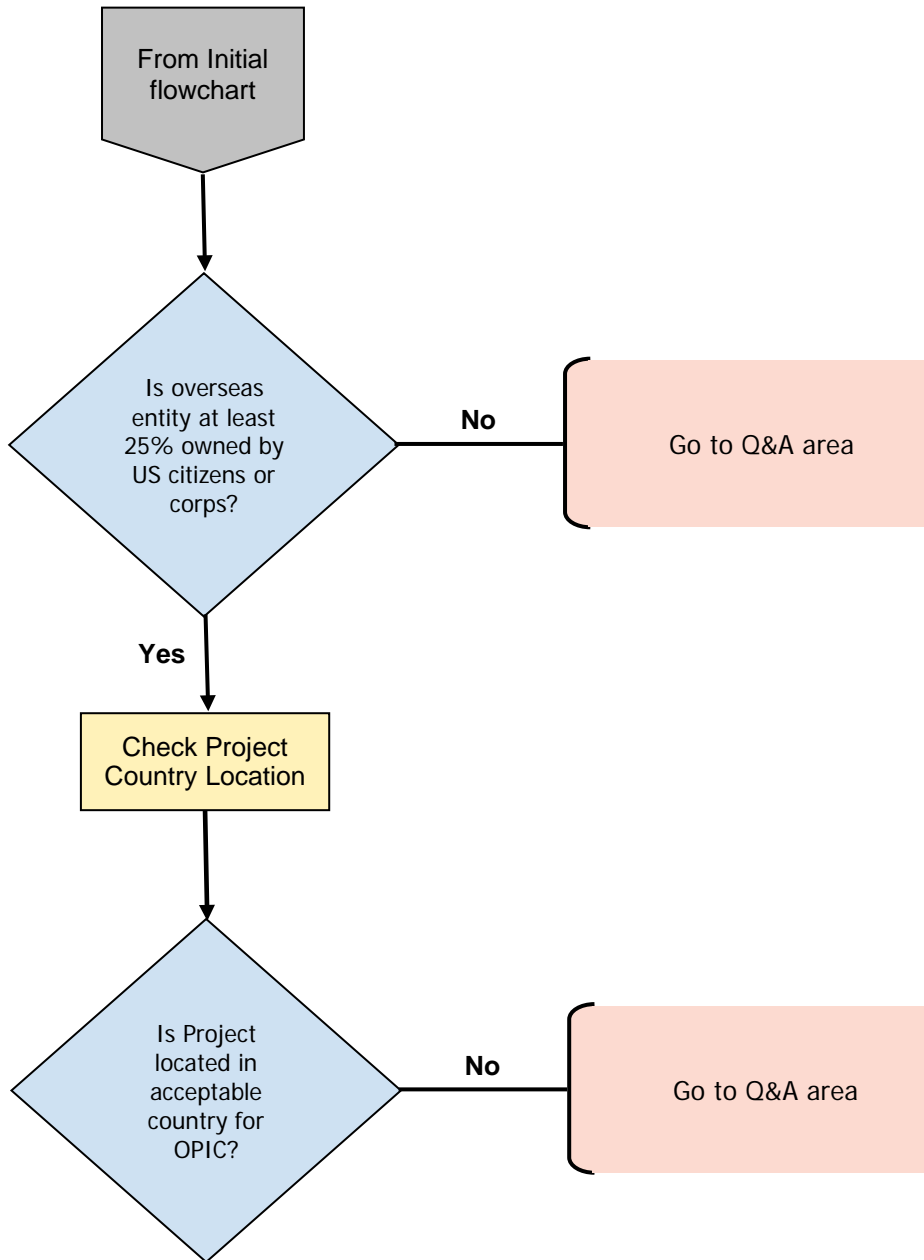 From Initial
flowchart
Is overseas
entity at least
25% owned by
US citizens or
corps?
No
Go to Q&A area
Yes
Check Project
Country Location
Is Project
located in
acceptable
country for
OPIC?
No
Go to Q&A area